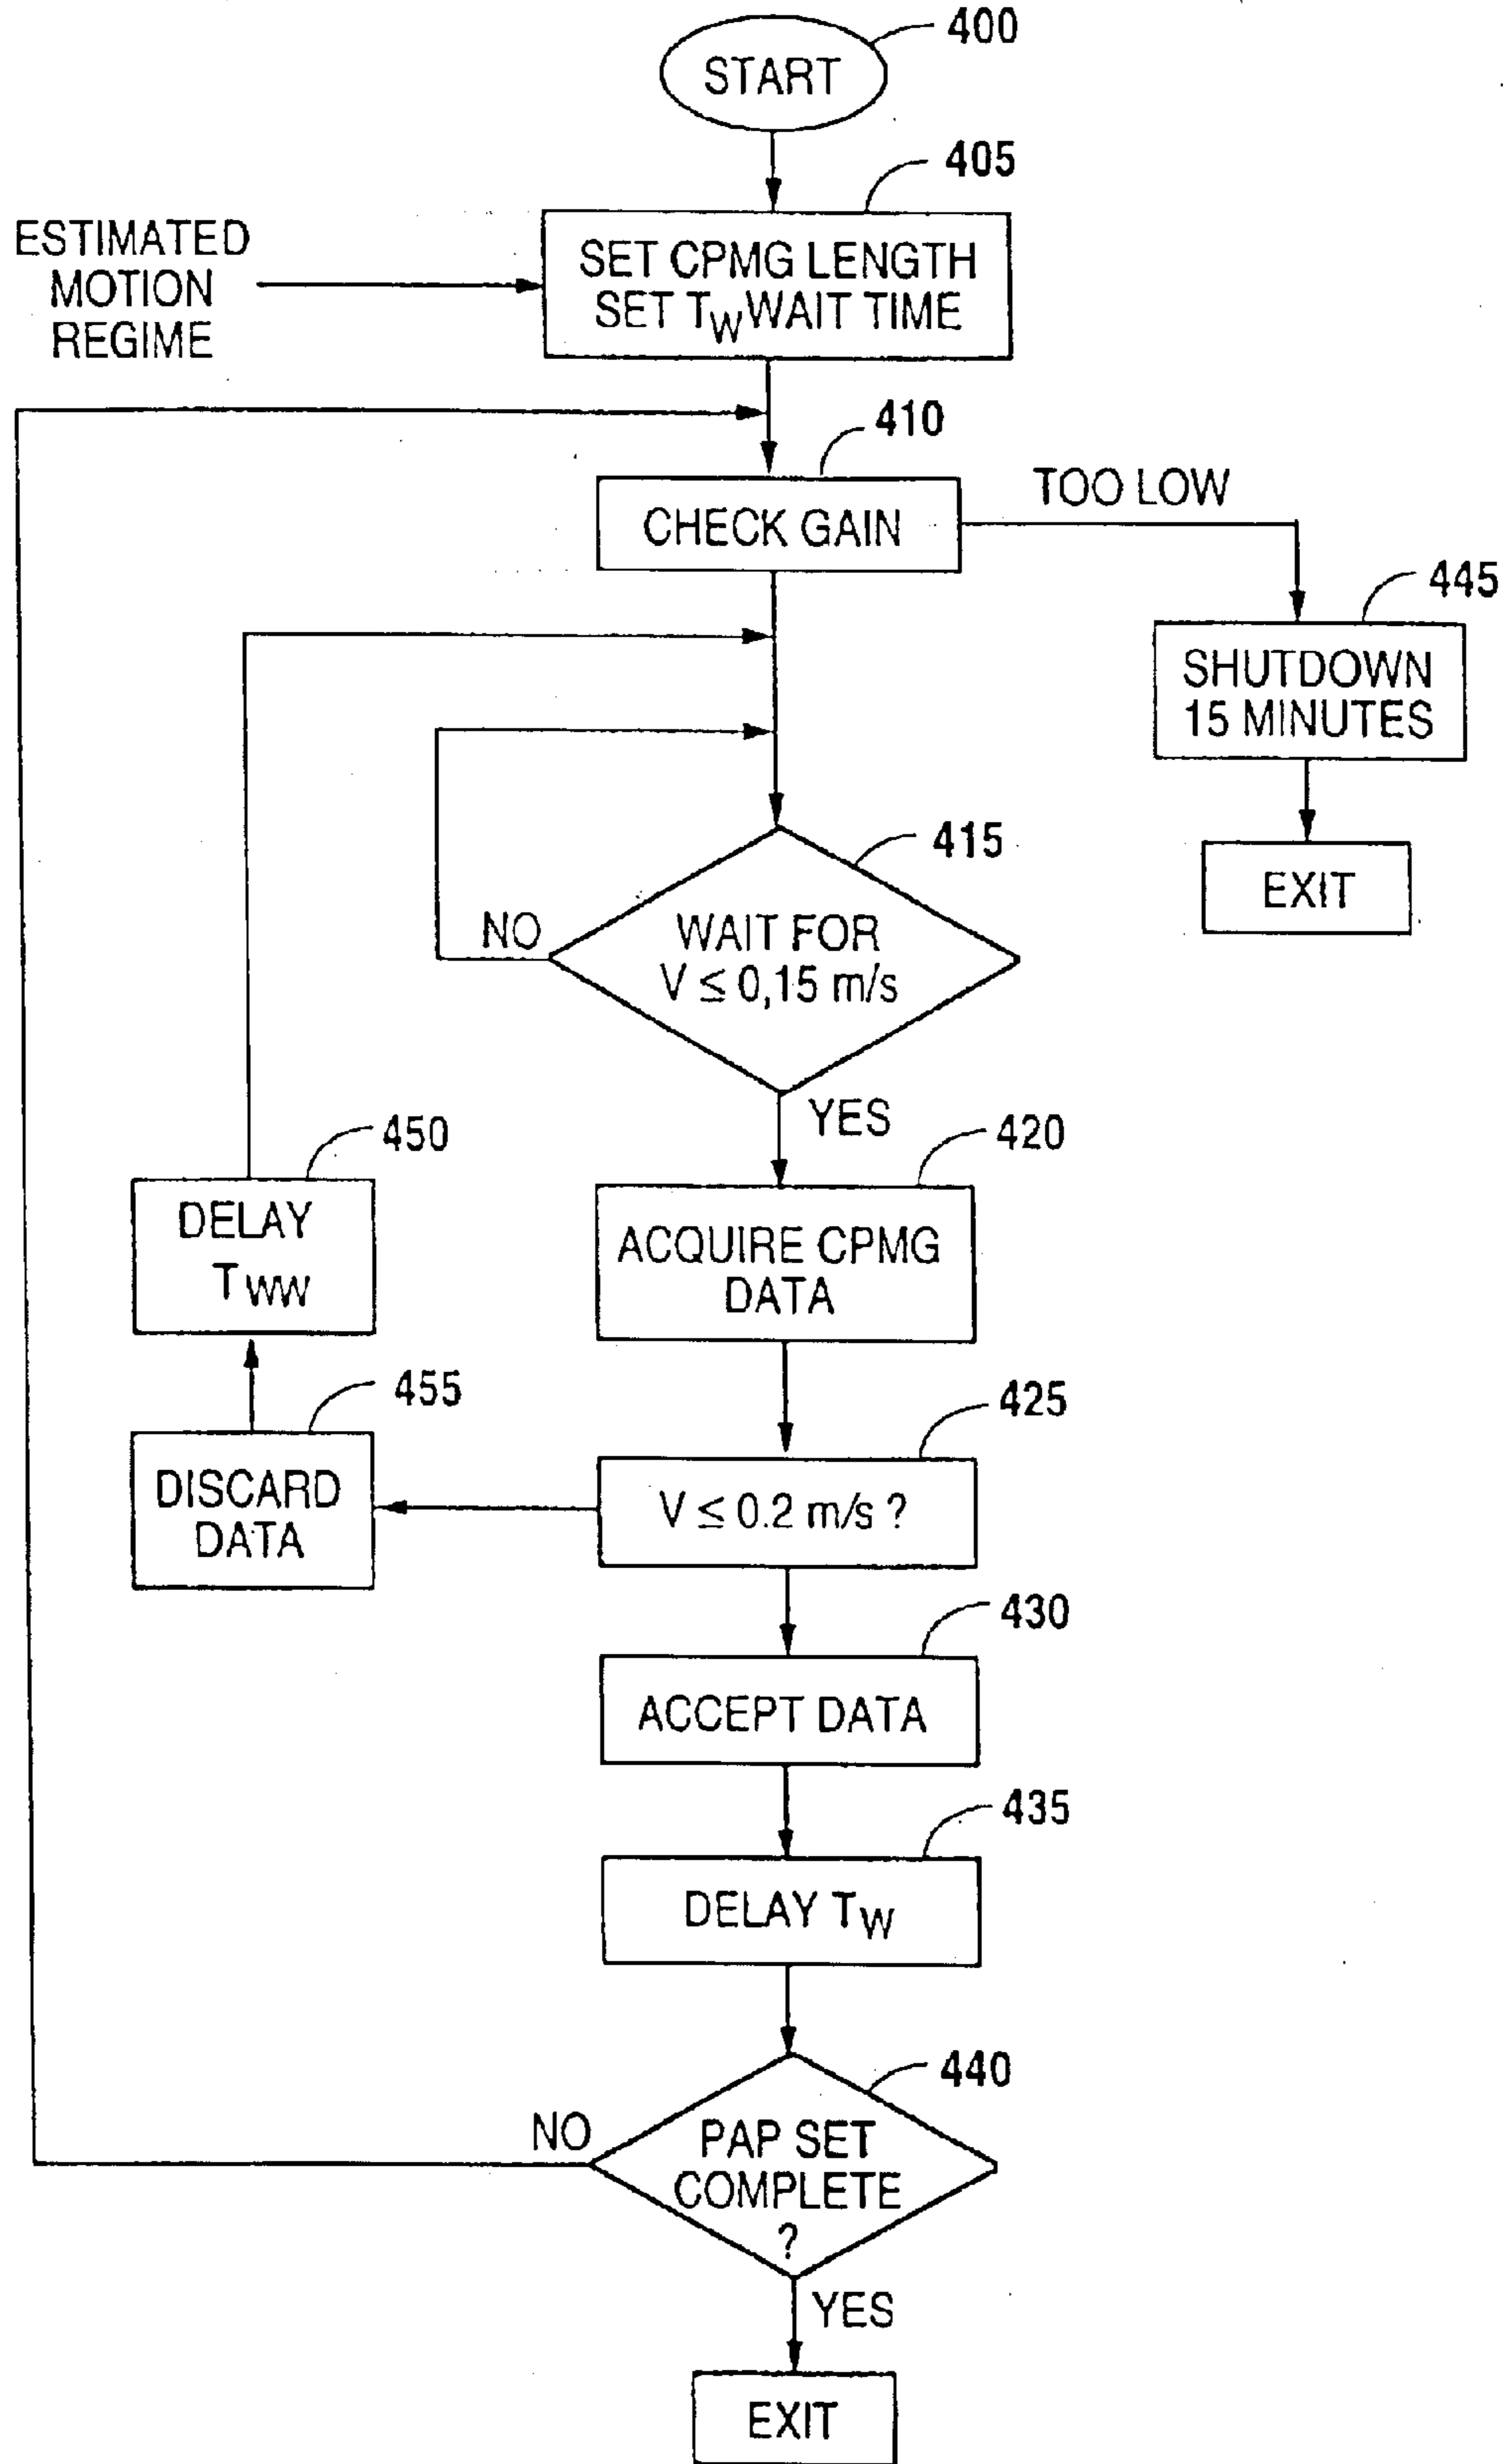 400
START
405
ESTIMATED
MOTION
REGIME
SET CPMG LENGTH
SET TW WAIT TIME
410
CHECK GAIN
TOO LOW
445
SHUTDOWN
15 MINUTES
EXIT
415
NO
WAIT FOR
V ≤ 0,15 m/s
YES
420
ACQUIRE CPMG
DATA
450
DELAY
TWW
455
DISCARD
DATA
425
V ≤ 0.2 m/s ?
430
ACCEPT DATA
435
DELAY TW
440
NO
PAP SET
COMPLETE
?
YES
EXIT